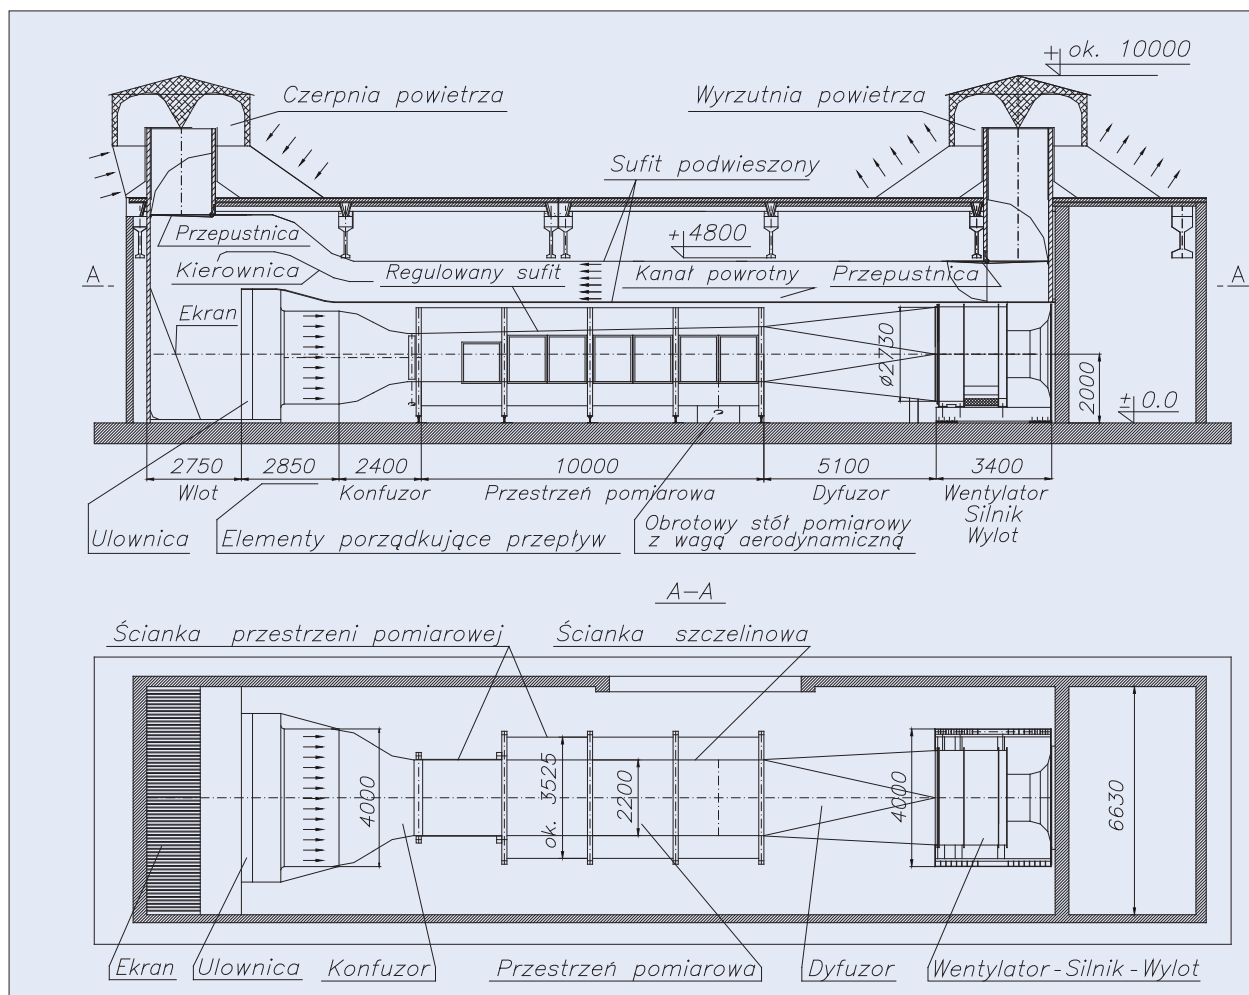 + ok. 10000
Czerpnia powietrza
Wyrzutnia powietrza
Sufit podwieszony
Przepustnica
+4800
A
Kierownica
Regulowany sufit
Kanał powrotny
Przepustnica
A
Ekran
ø2730
2000
± 0.0
2750
2850
2400
10000
5100
3400
Wlot
Konfuzor
Przestrzeń pomiarowa
Dyfuzor
Wentylator
Silnik
Wylot
Ulownica
Elementy porządkujące przepływ
Obrotowy stół pomiarowy
z wagą aerodynamiczną
A-A
Ścianka przestrzeni pomiarowej
Ścianka szczelinowa
4000
ok. 3525
2200
4000
6630
Ekran
Ulownica
Konfuzor
Przestrzeń pomiarowa
Dyfuzor
Wentylator-Silnik-Wylot